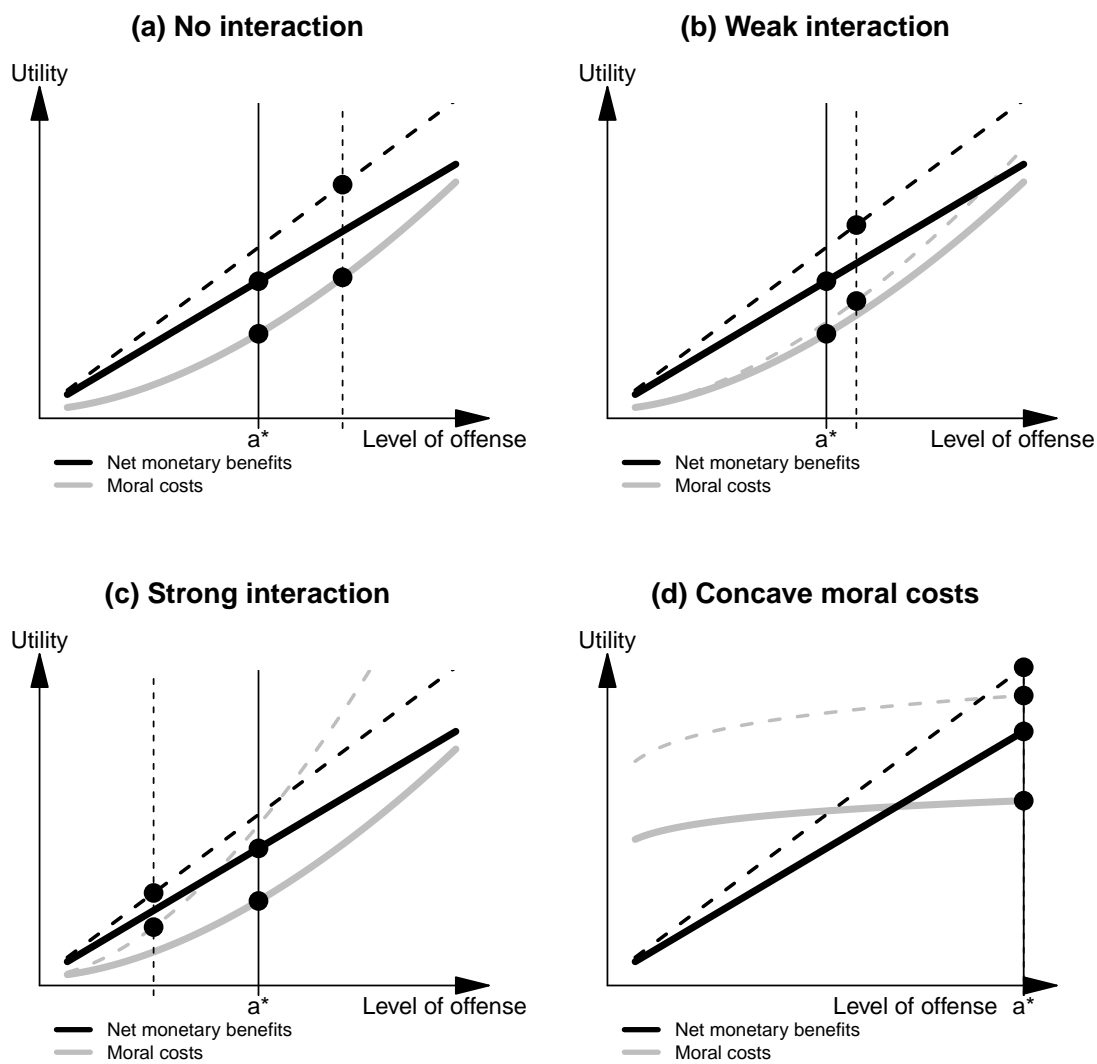 (a) No interaction
Utility
a*
Level of offense
Net monetary benefits
Moral costs
(b) Weak interaction
Utility
a*
Level of offense
Net monetary benefits
Moral costs
(c) Strong interaction
Utility
a*
Level of offense
Net monetary benefits
Moral costs
(d) Concave moral costs
Utility
Level of offense
a*
Net monetary benefits
Moral costs